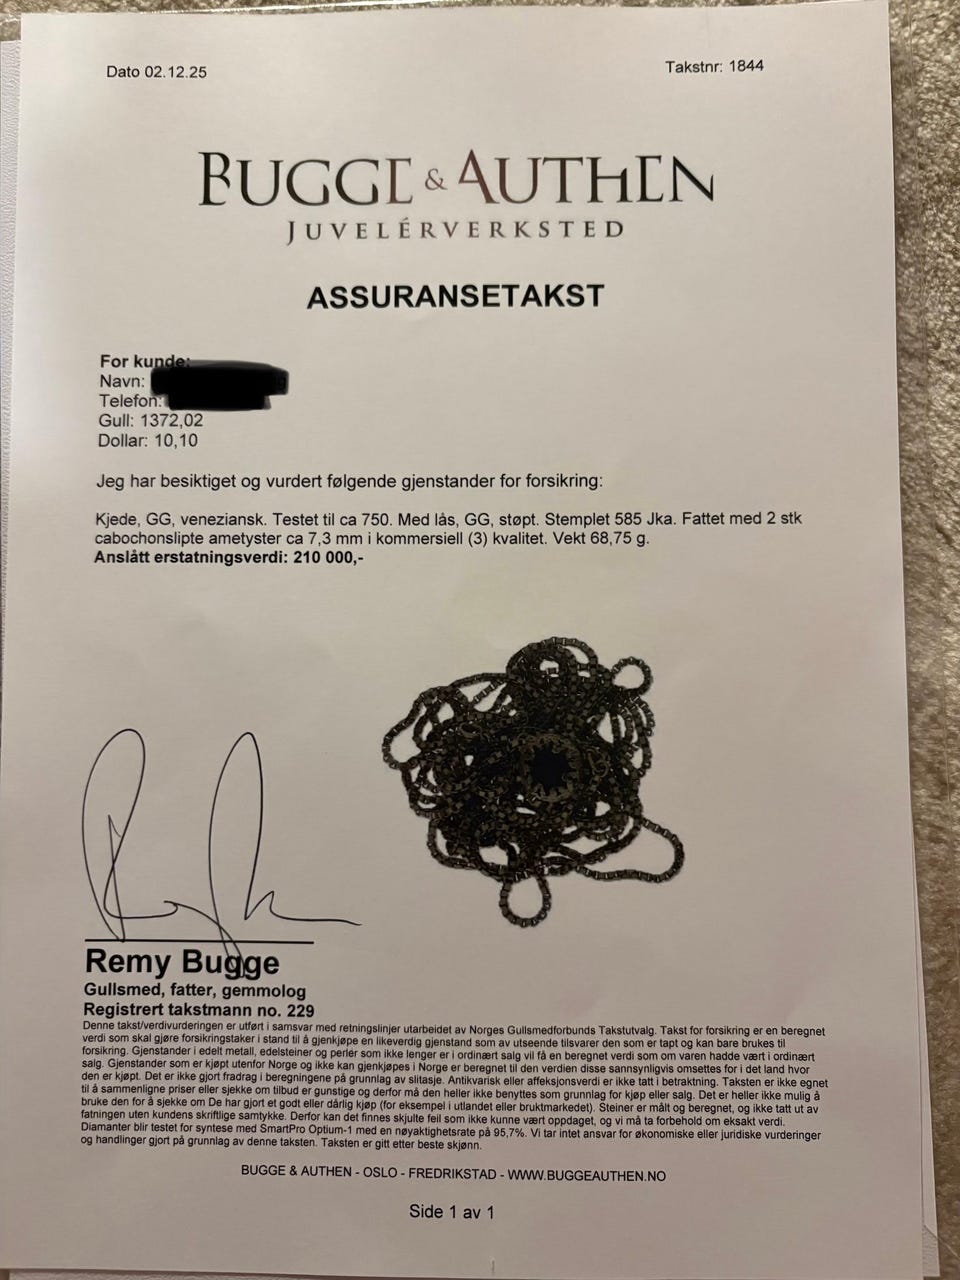 Dato 02.12.25
Takstnr: 1844
BUGGE & AUTHEN
JUVELÉRVERKSTED
ASSURANSETAKST
For kunde:
Navn:
Telefon:
Gull: 1372,02
Dollar: 10,10
Jeg har besiktiget og vurdert følgende gjenstander for forsikring:
Kjede, GG, veneziansk. Testet til ca 750. Med lås, GG, støpt. Stemplet 585 Jka. Fattet med 2 stk
cabochonslipte ametyster ca 7,3 mm i kommersiell (3) kvalitet. Vekt 68,75 g.
Anslått erstatningsverdi: 210 000,-
Remy Bugge
Gullsmed, fatter, gemmolog
Registrert takstmann no. 229
Denne takst/verdivurderingen er utført i samsvar med retningslinjer utarbeidet av Norges Gullsmedforbunds Takstutvalg. Takst for forsikring er en beregnet
verdi som skal gjøre forsikringstaker i stand til å gjenkjøpe en likeverdig gjenstand som av utseende tilsvarer den som er tapt og kan bare brukes til
forsikring. Gjenstander i edelt metall, edelsteiner og perler som ikke lenger er i ordinært salg vil få en beregnet verdi som om varen hadde vært i ordinært
salg. Gjenstander som er kjøpt utenfor Norge og ikke kan gjenkjøpes i Norge er beregnet til den verdien disse sannsynligvis omsettes for i det land hvor
den er kjøpt. Det er ikke gjort fradrag i beregningene på grunnlag av slitasje. Antikvarisk eller affeksjonsverdi er ikke tatt i betraktning. Taksten er ikke egnet
til å sammenligne priser eller sjekke om tilbud er gunstige og derfor må den heller ikke benyttes som grunnlag for kjøp eller salg. Det er heller ikke mulig å
bruke den for å sjekke om De har gjort et godt eller dårlig kjøp (for eksempel i utlandet eller bruktmarkedet). Steiner er målt og beregnet, og ikke tatt ut av
fatningen uten kundens skriftlige samtykke. Derfor kan det finnes skjulte feil som ikke kunne vært oppdaget, og vi må ta forbehold om eksakt verdi.
Diamanter blir testet for syntese med SmartPro Optium-1 med en nøyaktighetsrate på 95,7%. Vi tar intet ansvar for økonomiske eller juridiske vurderinger
og handlinger gjort på grunnlag av denne taksten. Taksten er gitt etter beste skjønn.
BUGGE & AUTHEN - OSLO - FREDRIKSTAD - WWW.BUGGEAUTHEN.NO
Side 1 av 1